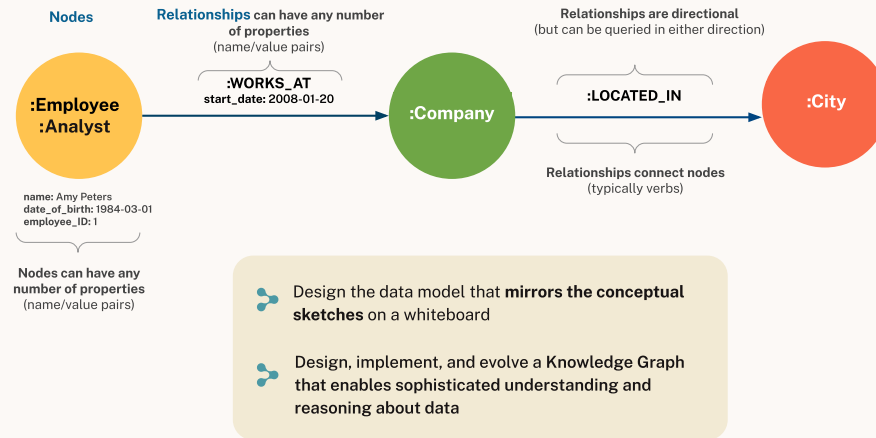 Nodes
Relationships can have any number
of properties
(name/value pairs)
Relationships are directional
(but can be queried in either direction)
:Employee
:Analyst
:WORKS_AT
start_date: 2008-01-20
:Company
:LOCATED_IN
:City
Relationships connect nodes
(typically verbs)
name: Amy Peters
date_of_birth: 1984-03-01
employee_ID: 1
Nodes can have any
number of properties
(name/value pairs)
Design the data model that mirrors the conceptual
sketches on a whiteboard
Design, implement, and evolve a Knowledge Graph
that enables sophisticated understanding and
reasoning about data